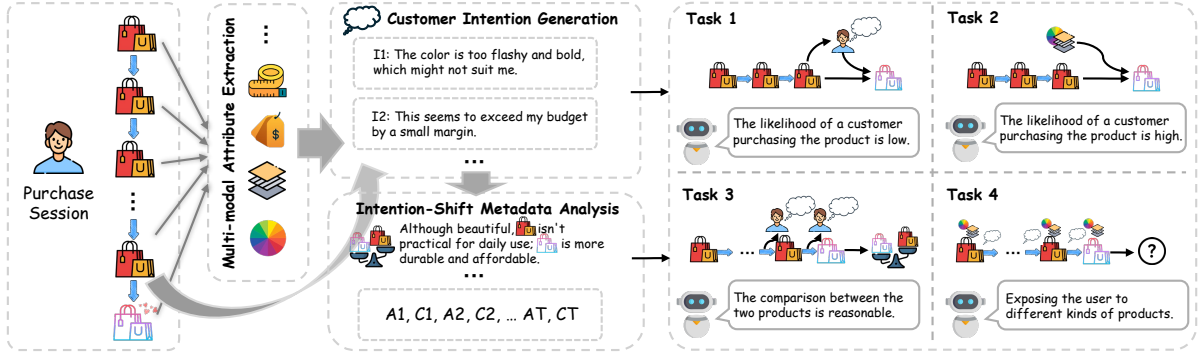 Purchase
Session
Multi-modal Attribute Extraction
$
Customer Intention Generation
I1: The color is too flashy and bold,
which might not suit me.
I2: This seems to exceed my budget
by a small margin.
...
Intention-Shift Metadata Analysis
Although beautiful, isn't
practical for daily use; is more
durable and affordable.
...
A1, C1, A2, C2, ... AT, CT
Task 1
The likelihood of a customer
purchasing the product is low.
Task 2
The likelihood of a customer
purchasing the product is high.
Task 3
...
The comparison between the
two products is reasonable.
Task 4
...
?
Exposing the user to
different kinds of products.